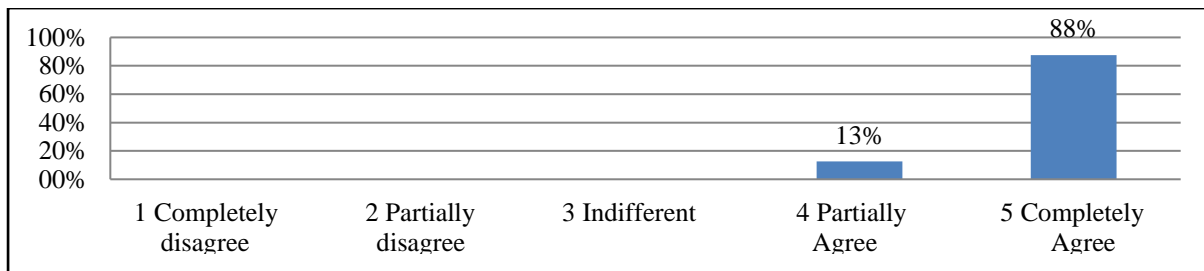 88%
100%
80%
60%
40%
13%
20%
00%
1 Completely disagree
2 Partially disagree
3 Indifferent
4 Partially Agree
5 Completely Agree